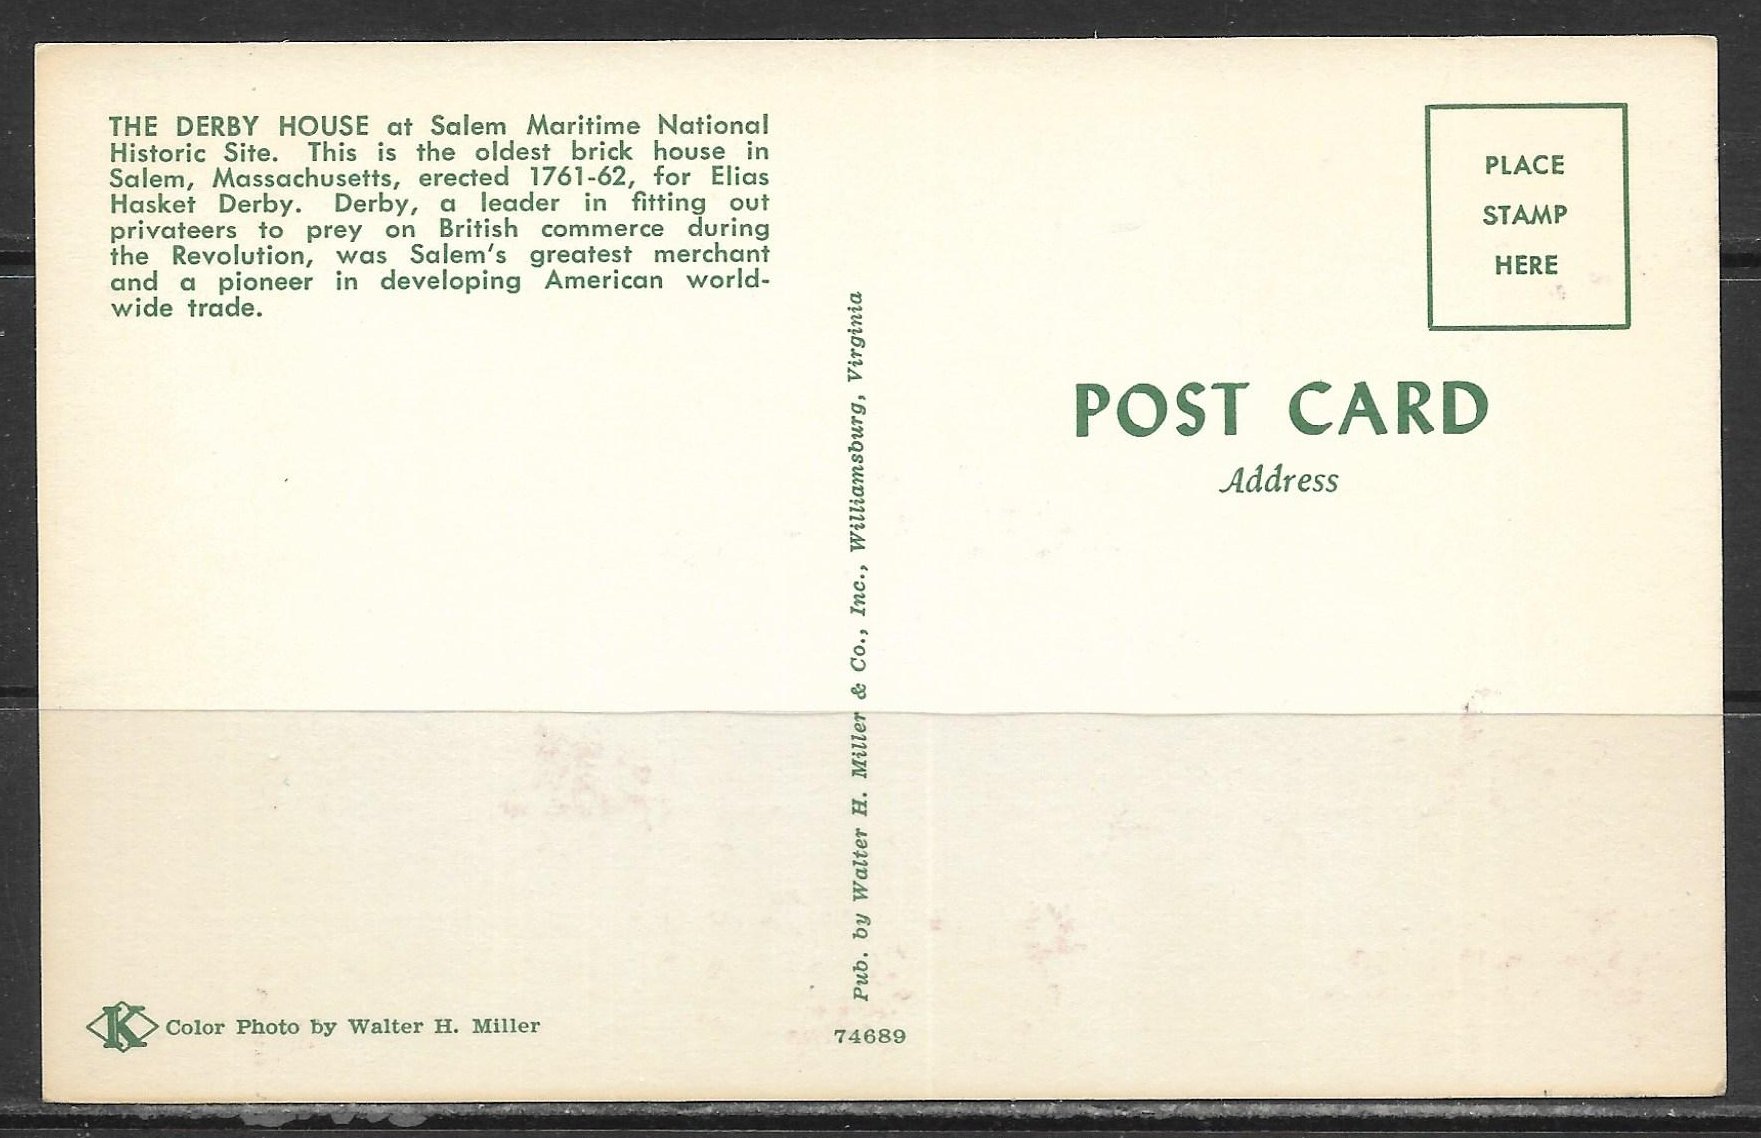 THE DERBY HOUSE at Salem Maritime National
Historic Site. This is the oldest brick house in
Salem, Massachusetts, erected 1761-62, for Elias
Hasket Derby. Derby, a leader in fitting out
privateers to prey on British commerce during
the Revolution, was Salem's greatest merchant
and a pioneer in developing American world-
wide trade.
K Color Photo by Walter H. Miller
Pub. by Walter H. Miller & Co., Inc., Williamsburg, Virginia
74689
PLACE
STAMP
HERE
POST CARD
Address